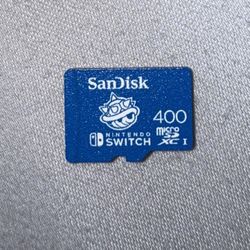 SanDisk
400
NINTENDO
SWITCH
micro
SD
XC I